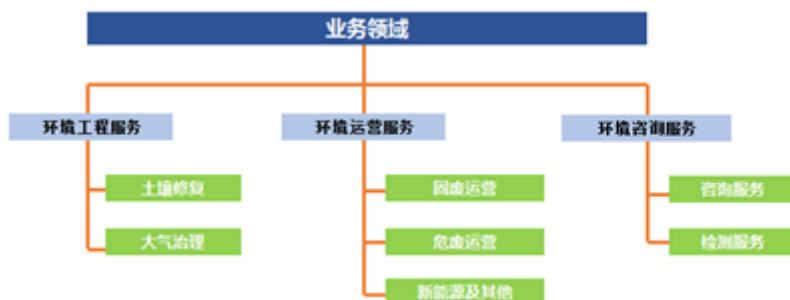 业务领域
环境工程服务
土壤修复
大气治理
环境运营服务
固废运营
危废运营
新能源及其他
环境咨询服务
咨询服务
检测服务